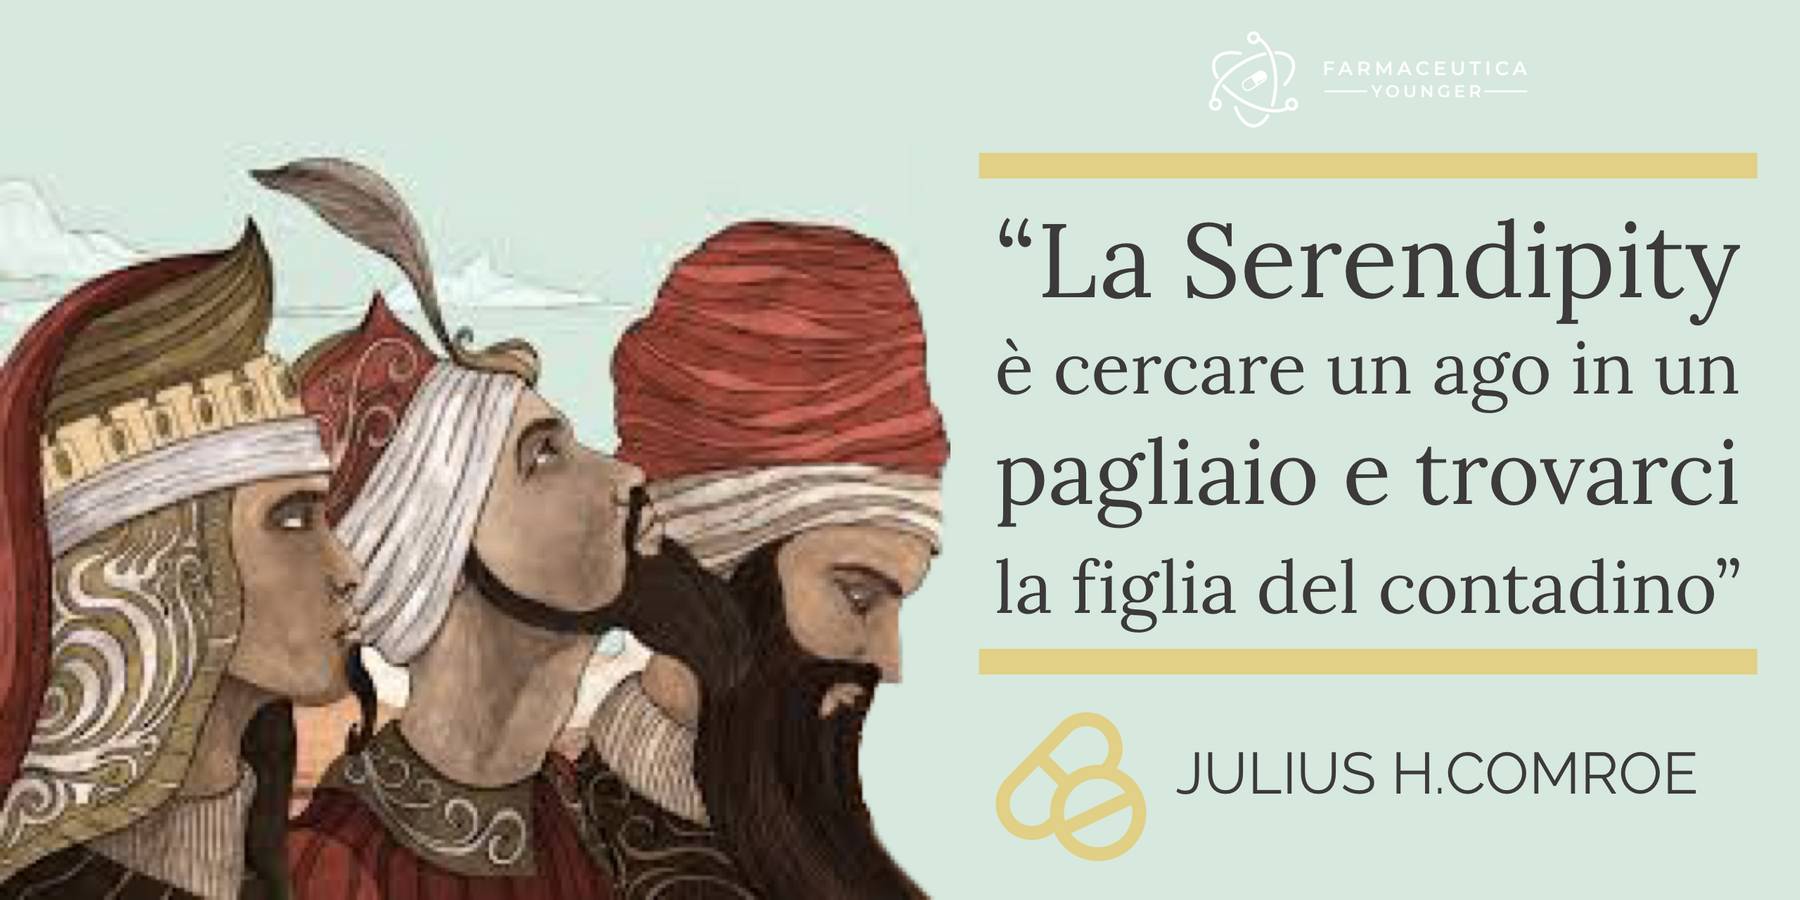 FARMACEUTICA
YOUNGER
“La Serendipity
è cercare un ago in un
pagliaio e trovarci
la figlia del contadino”
JULIUS H.COMROE